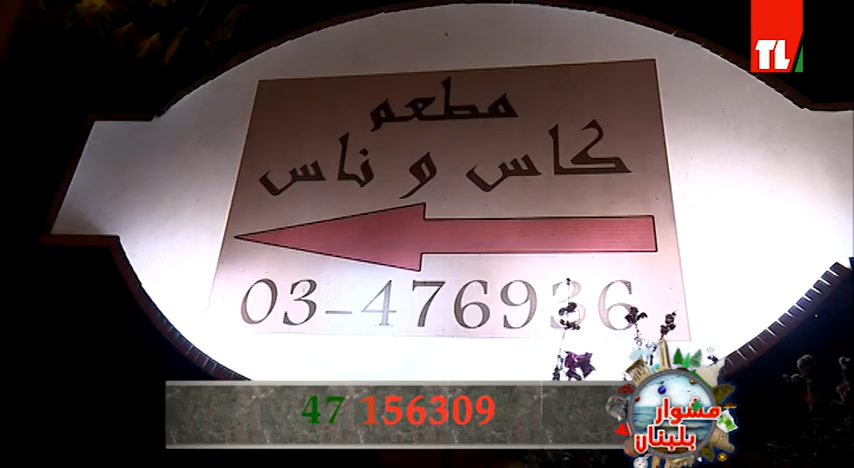 TL
مطعم
كاس و ناس
03-476936
47 156309
مشوار
بلبنان